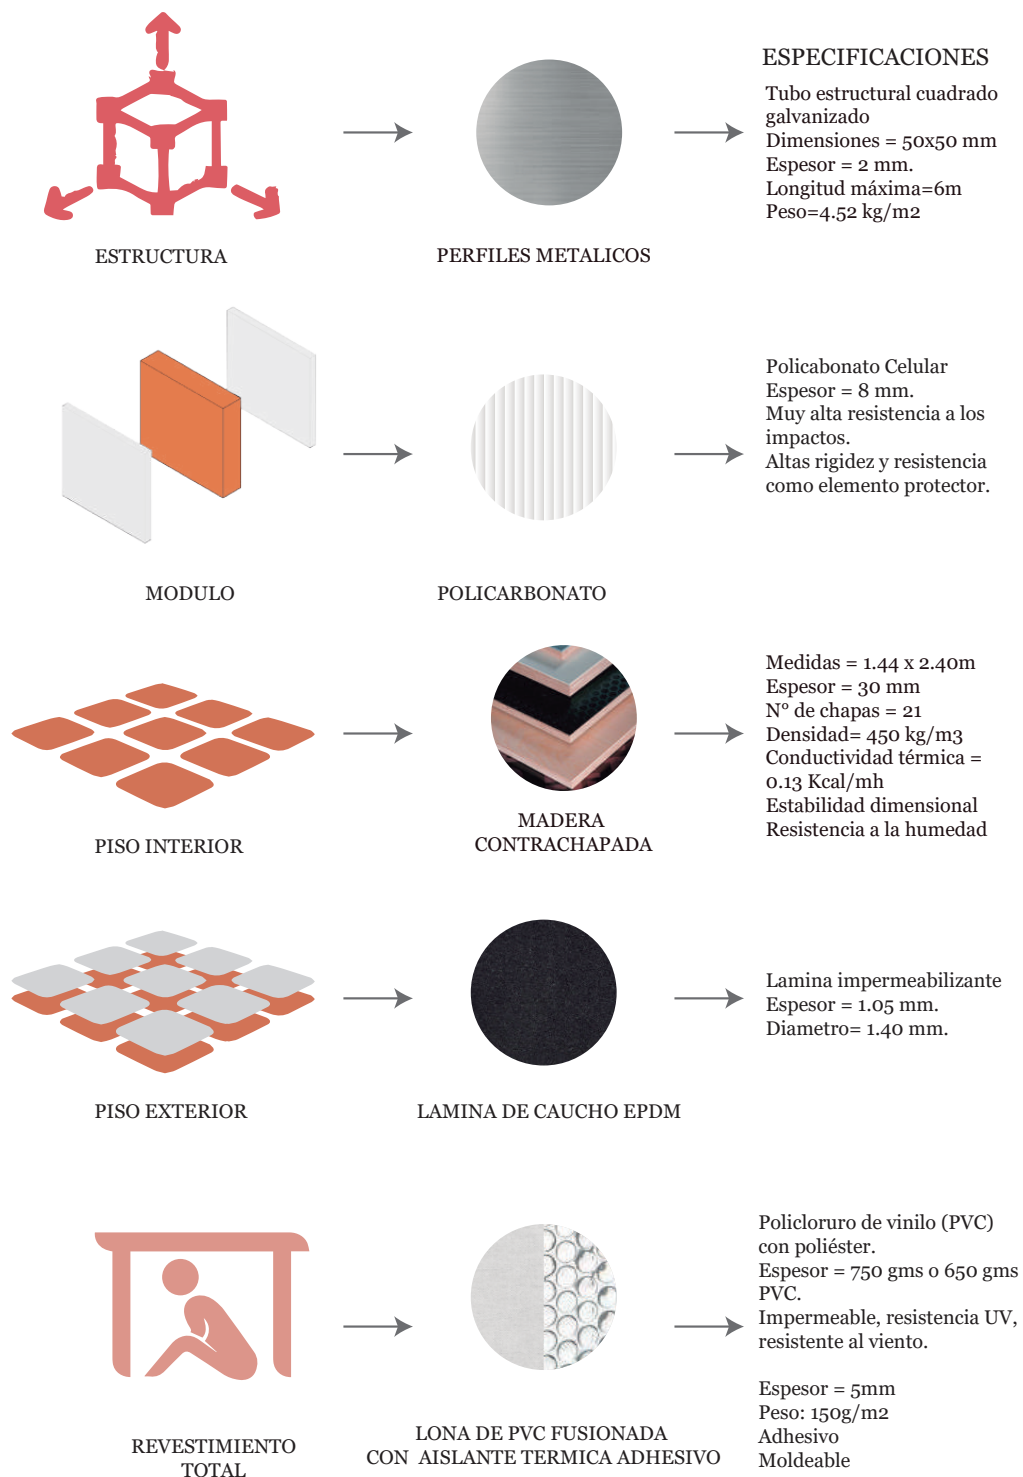 ESPECIFICACIONES
Tubo estructural cuadrado
galvanizado
Dimensiones = 50x50 mm
Espesor = 2 mm.
Longitud máxima=6m
Peso=4.52 kg/m2
ESTRUCTURA
PERFILES METALICOS
Policabonato Celular
Espesor = 8 mm.
Muy alta resistencia a los
impactos.
Altas rigidez y resistencia
como elemento protector.
MODULO
POLICARBONATO
Medidas = 1.44 x 2.40m
Espesor = 30 mm
N° de chapas = 21
Densidad= 450 kg/m3
Conductividad térmica =
0.13 Kcal/mh
Estabilidad dimensional
Resistencia a la humedad
PISO INTERIOR
MADERA
CONTRACHAPADA
Lamina impermeabilizante
Espesor = 1.05 mm.
Diametro= 1.40 mm.
PISO EXTERIOR
LAMINA DE CAUCHO EPDM
Policloruro de vinilo (PVC)
con poliéster.
Espesor = 750 gms o 650 gms
PVC.
Impermeable, resistencia UV,
resistente al viento.
Espesor = 5mm
Peso: 150g/m2
Adhesivo
Moldeable
REVESTIMIENTO
TOTAL
LONA DE PVC FUSIONADA
CON AISLANTE TERMICA ADHESIVO